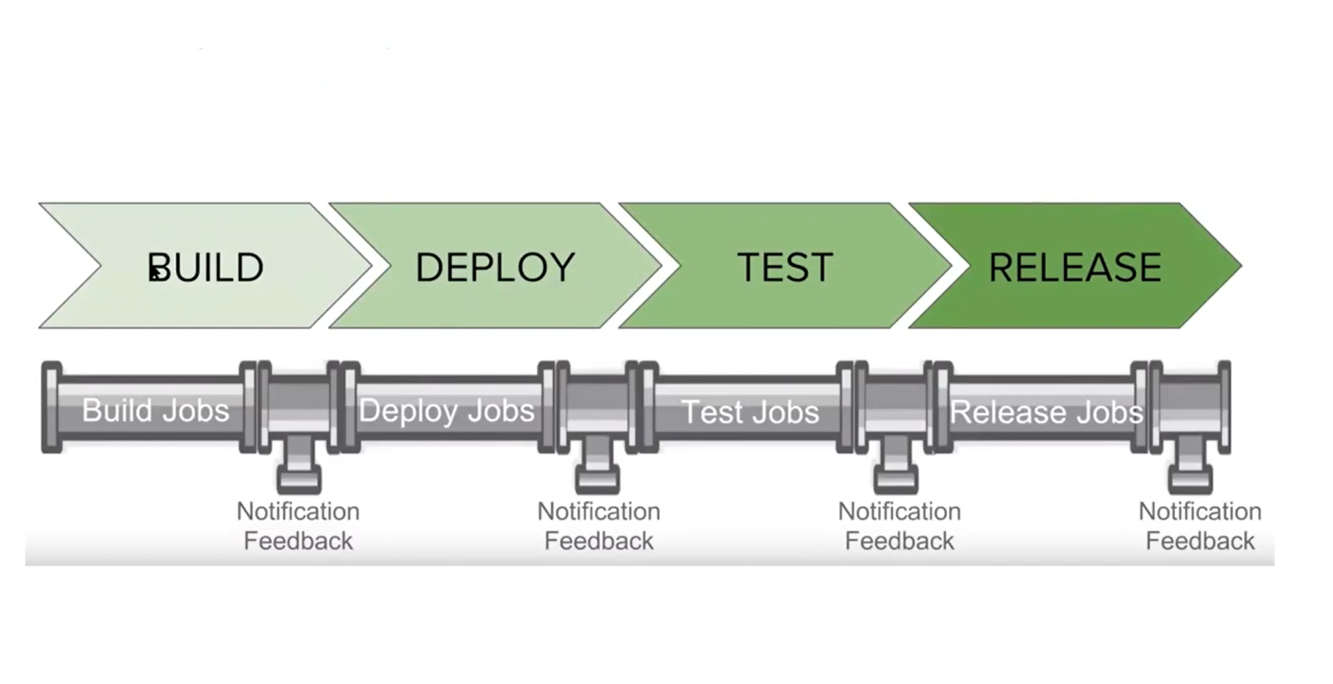 BUILD
DEPLOY
TEST
RELEASE
Build Jobs
Deploy Jobs
Test Jobs
Release Jobs
Notification
Feedback
Notification
Feedback
Notification
Feedback
Notification
Feedback